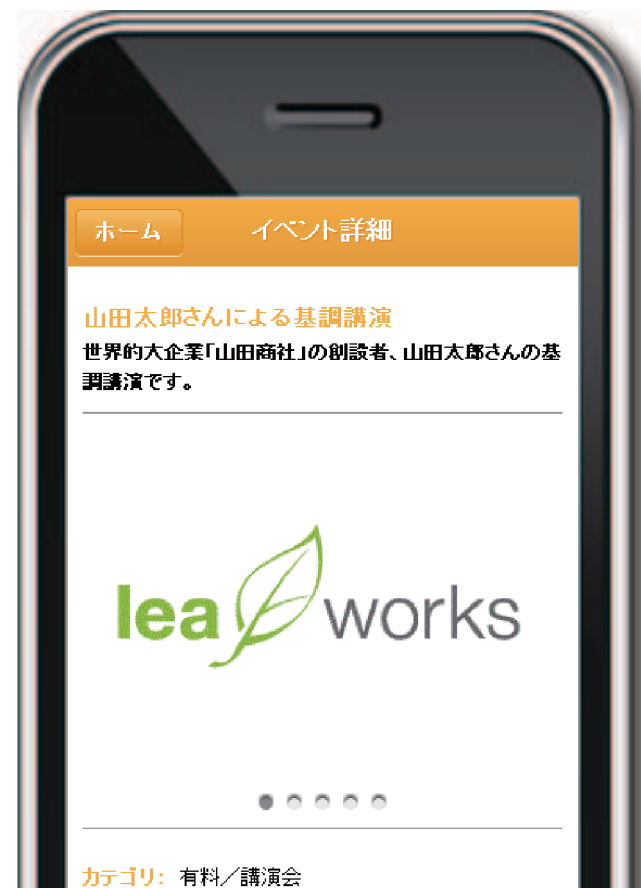 ホーム
イベント詳細
山田太郎さんによる基調講演
世界的大企業「山田商社」の創設者、山田太郎さんの基
調講演です。
lea works
カテゴリ: 有料／講演会